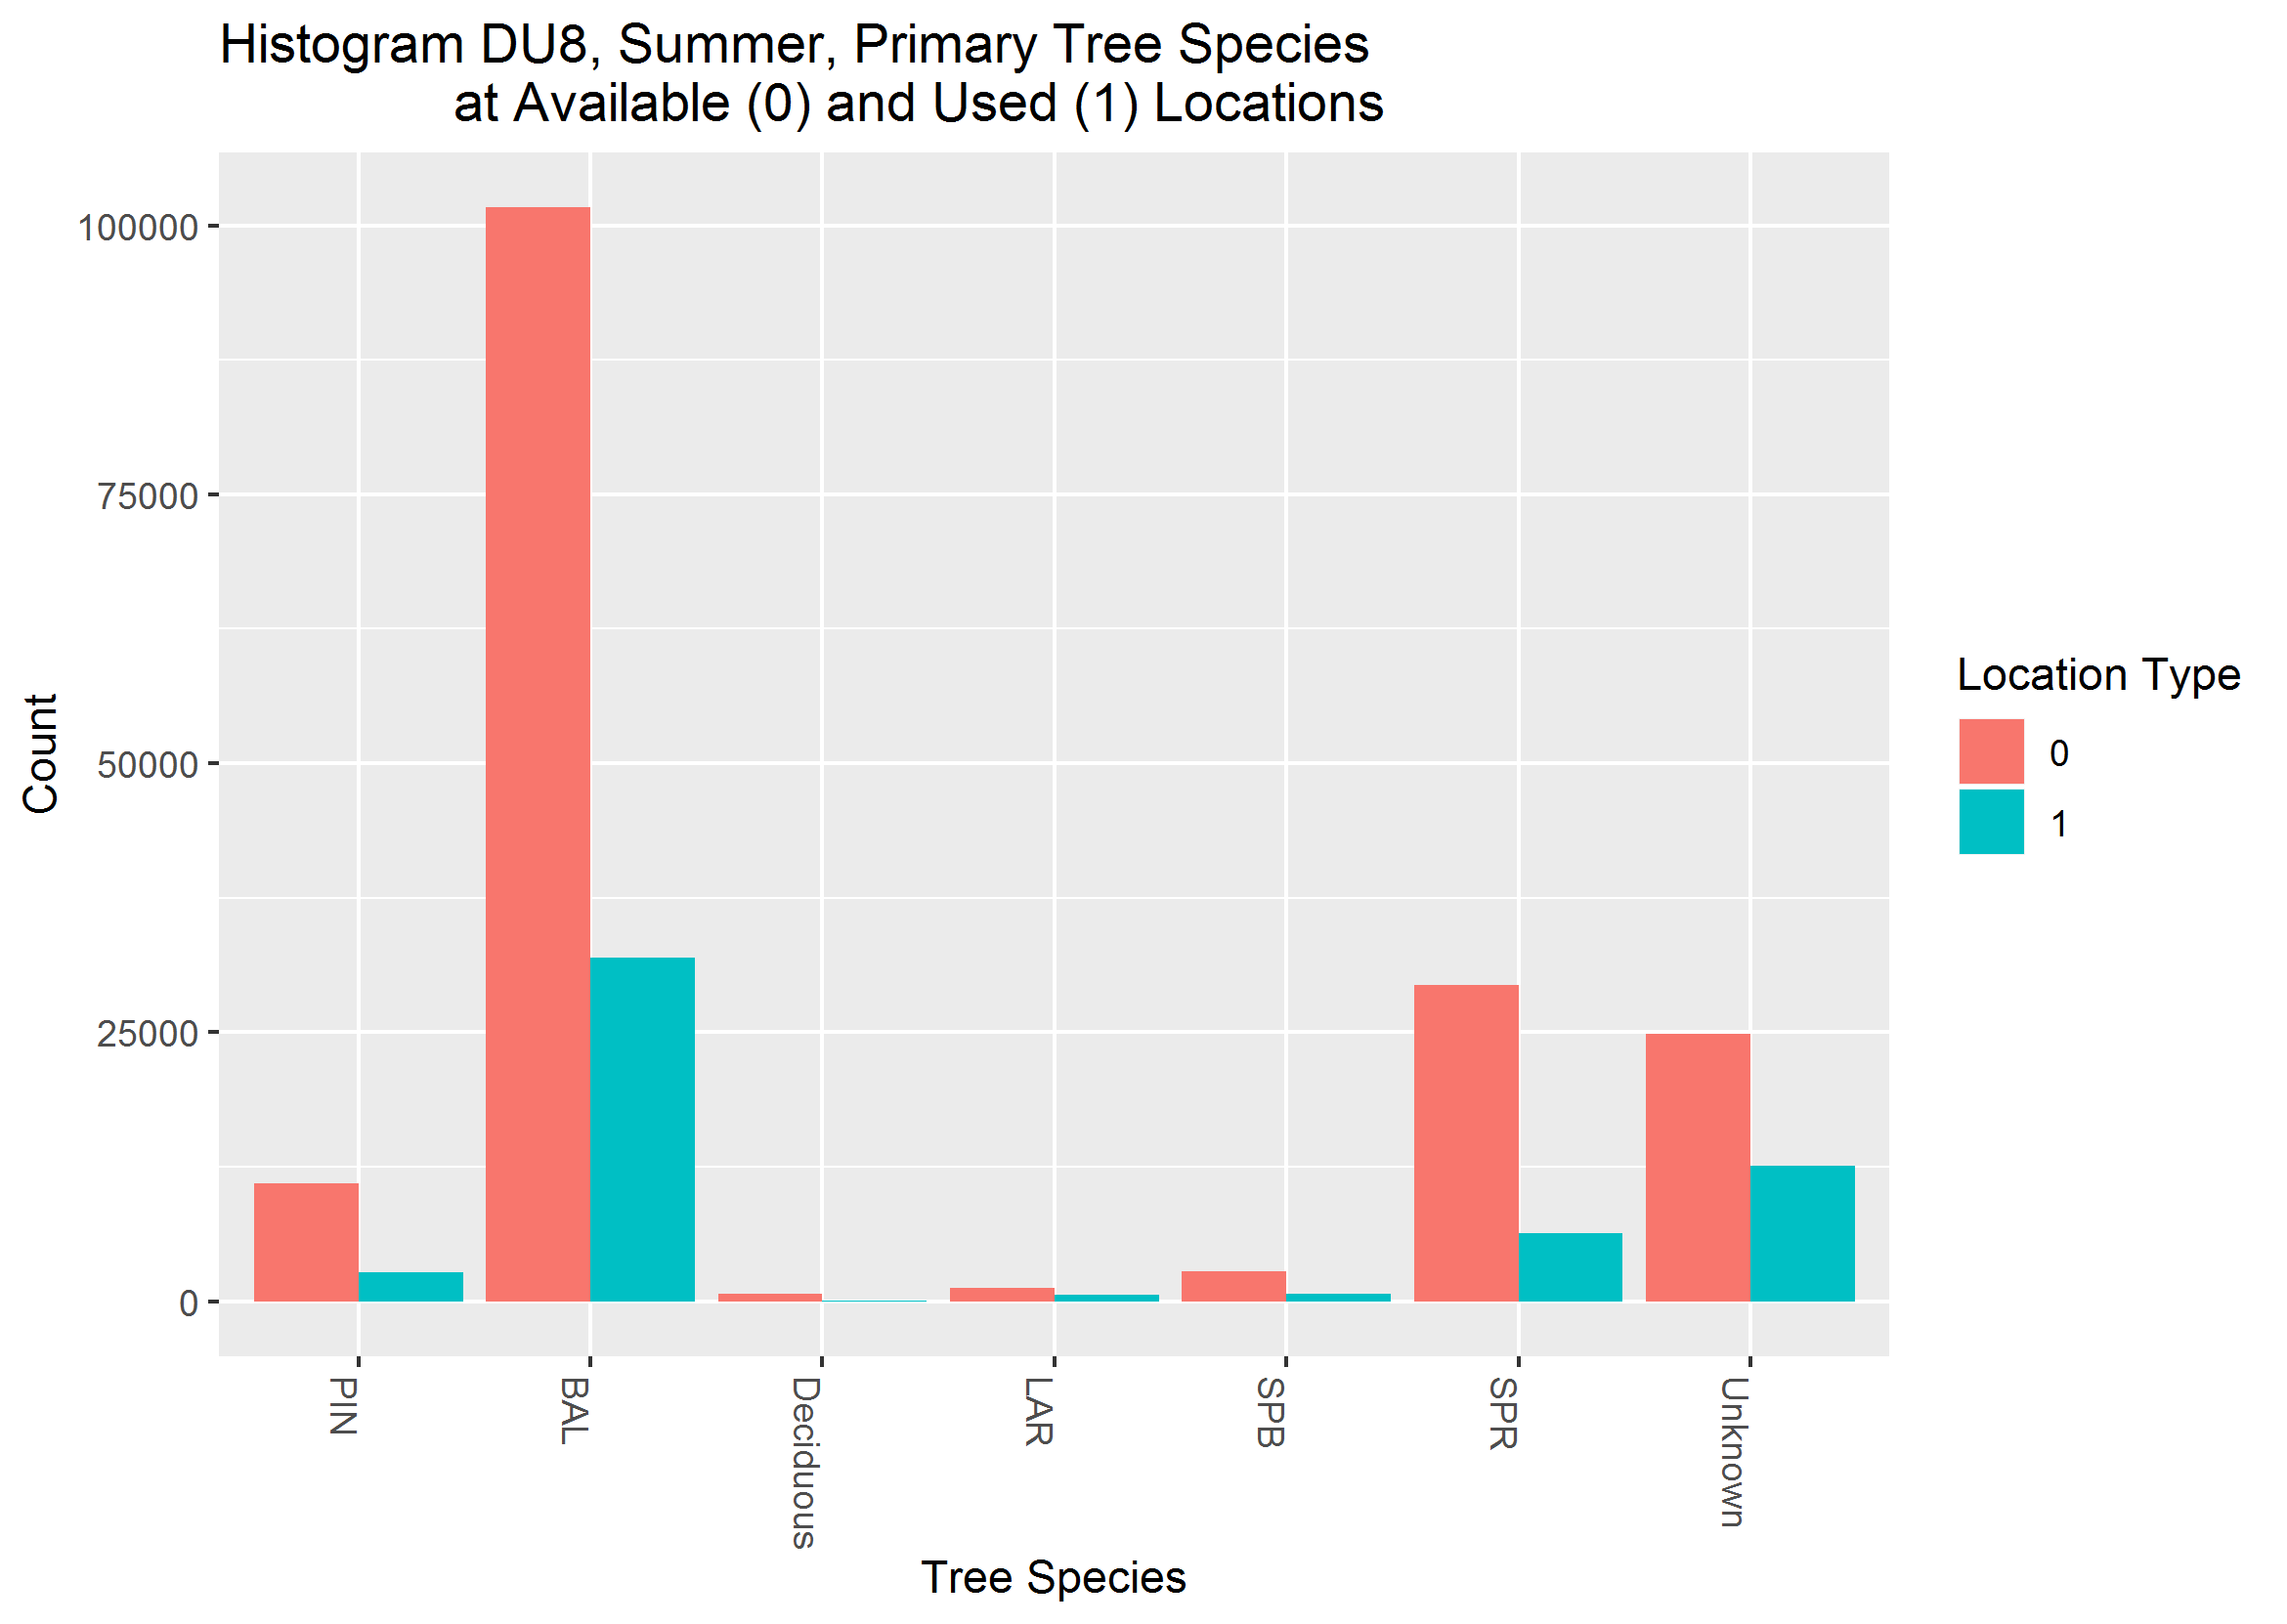 Histogram DU8, Summer, Primary Tree Species
at Available (0) and Used (1) Locations
100000
75000
50000
25000
0
Count
PIN
BAL
Deciduous
LAR
SPB
SPR
Unknown
Tree Species
Location Type
0
1